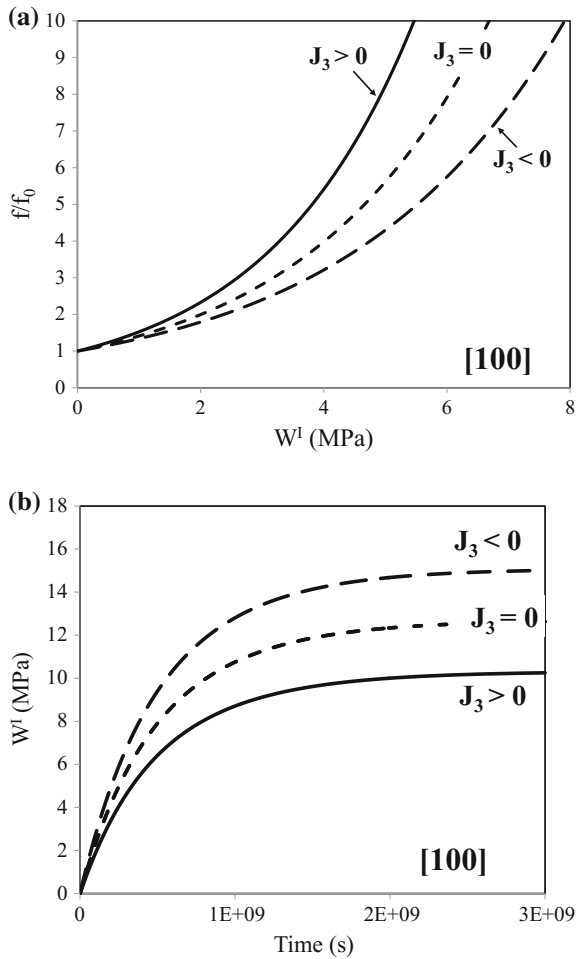 (a)
10
9
8
7
6
5
4
3
2
1
0
f/f₀
J₃ > 0
J₃ = 0
J₃ < 0
[100]
0 2 4 6 8
Wᴵ (MPa)
(b)
18
16
14
12
10
8
6
4
2
0
Wᴵ (MPa)
J₃ < 0
J₃ = 0
J₃ > 0
[100]
0 1E+09 2E+09 3E+09
Time (s)